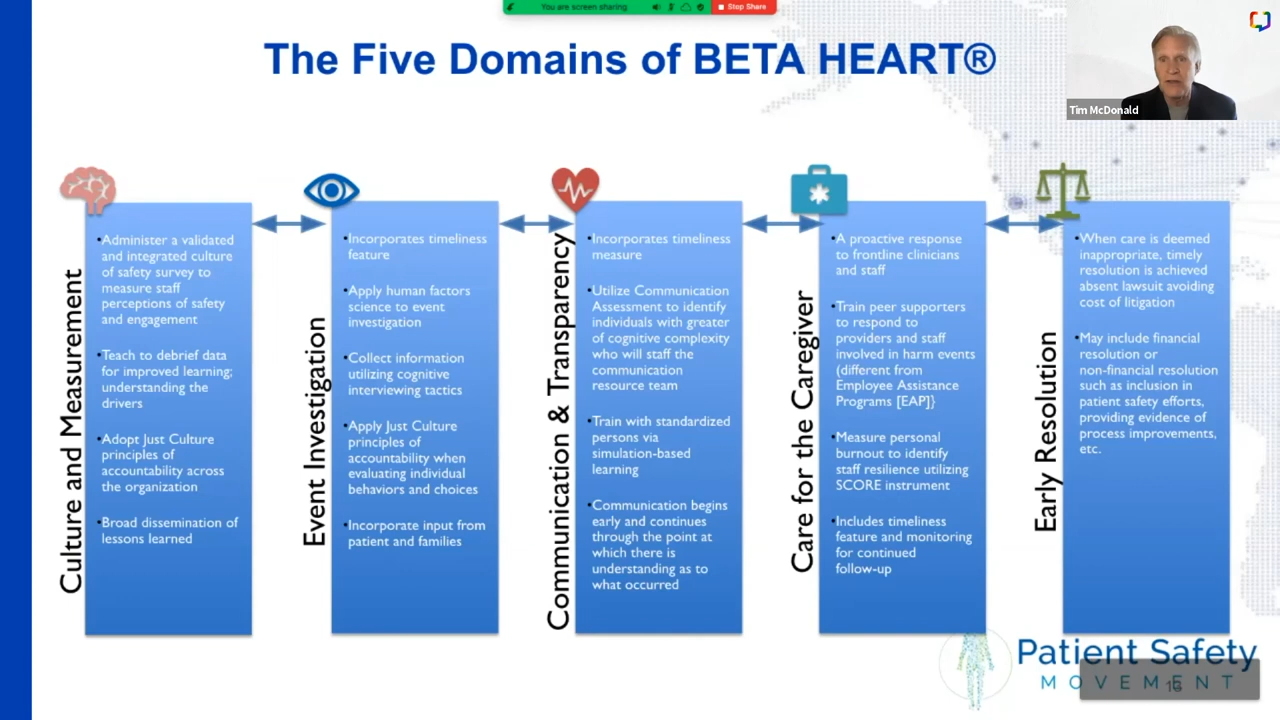 You are screen sharing
Stop Share
The Five Domains of BETA HEART®
Tim McDonald
Culture and Measurement
•Administer a validated
and integrated culture
of safety survey to
measure staff
perceptions of safety
and engagement
•Teach to debrief data
for improved learning;
understanding the
drivers
•Adopt Just Culture
principles of
accountability across
the organization
•Broad dissemination of
lessons learned
Event Investigation
•Incorporates timeliness
feature
•Apply human factors
science to event
investigation
•Collect information
utilizing cognitive
interviewing tactics
•Apply Just Culture
principles of
accountability when
evaluating individual
behaviors and choices
•Incorporate input from
patient and families
Communication & Transparency
•Incorporates timeliness
measure
•Utilize Communication
Assessment to identify
individuals with greater
of cognitive complexity
who will staff the
communication
resource team
•Train with standardized
persons via
simulation-based
learning
•Communication begins
early and continues
through the point at
which there is
understanding as to
what occurred
Care for the Caregiver
•A proactive response
to frontline clinicians
and staff
•Train peer supporters
to respond to
providers and staff
involved in harm events
(different from
Employee Assistance
Programs [EAP]}
•Measure personal
burnout to identify
staff resilience utilizing
SCORE instrument
•Includes timeliness
feature and monitoring
for continued
follow-up
Early Resolution
•When care is deemed
inappropriate, timely
resolution is achieved
absent lawsuit avoiding
cost of litigation
•May include financial
resolution or
non-financial resolution
such as inclusion in
patient safety efforts,
providing evidence of
process improvements,
etc.
Patient Safety
MOVEMENT
13